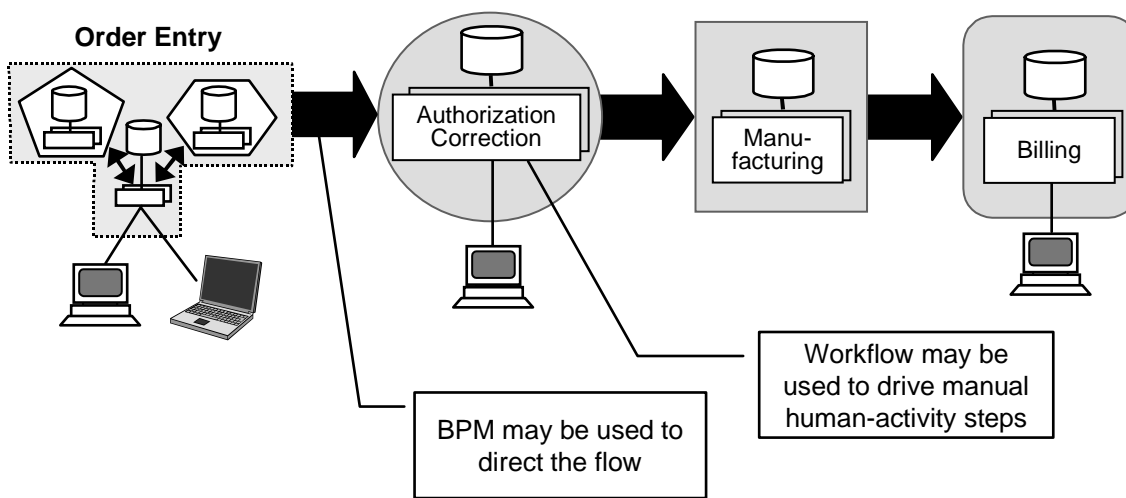 Order Entry
Authorization
Correction
Manu-
facturing
Billing
Workflow may be
used to drive manual
human-activity steps
BPM may be used to
direct the flow